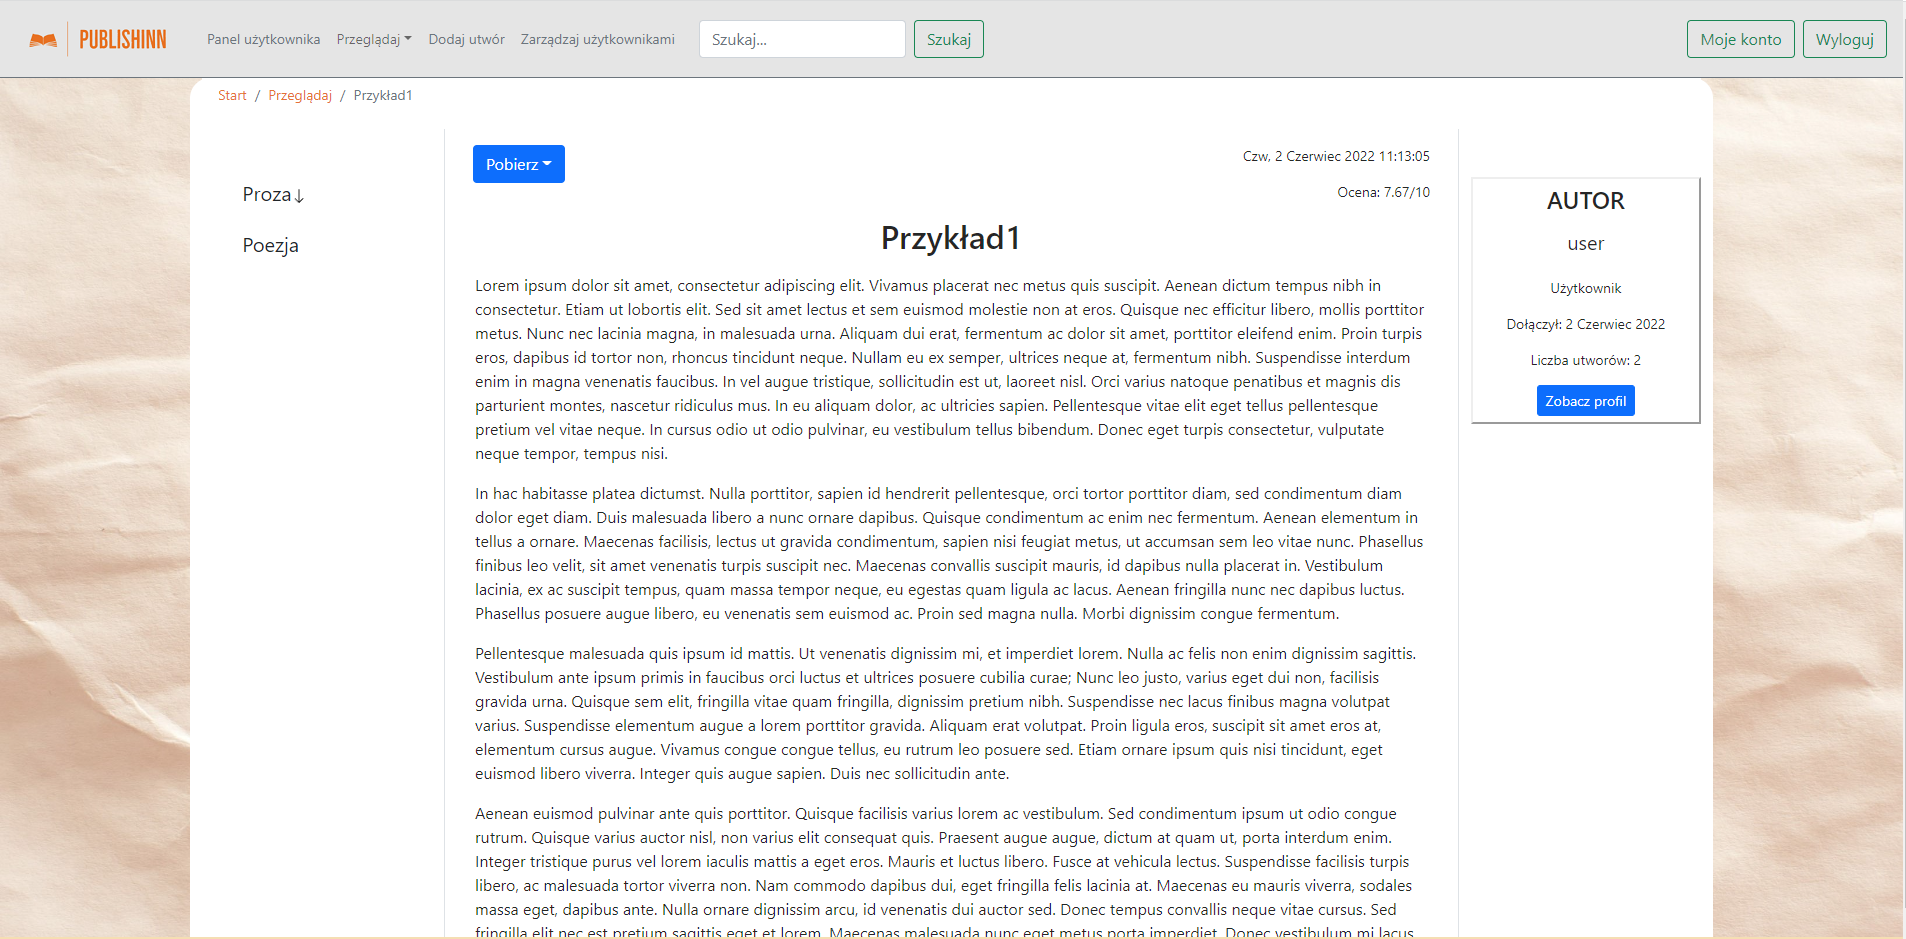 PUBLISHINN
Panel użytkownika Przeglądaj Dodaj utwór Zarządzaj użytkownikami Szukaj... Szukaj Moje konto Wyloguj
Start / Przeglądaj / Przykład1
Proza↓
Poezja
Pobierz
Czw, 2 Czerwiec 2022 11:13:05
Ocena: 7.67/10
Przykład1
Lorem ipsum dolor sit amet, consectetur adipiscing elit. Vivamus placerat nec metus quis suscipit. Aenean dictum tempus nibh in
consectetur. Etiam ut lobortis elit. Sed sit amet lectus et sem euismod molestie non at eros. Quisque nec efficitur libero, mollis porttitor
metus. Nunc nec lacinia magna, in malesuada urna. Aliquam dui erat, fermentum ac dolor sit amet, porttitor eleifend enim. Proin turpis
eros, dapibus id tortor non, rhoncus tincidunt neque. Nullam eu ex semper, ultrices neque at, fermentum nibh. Suspendisse interdum
enim in magna venenatis faucibus. In vel augue tristique, sollicitudin est ut, laoreet nisl. Orci varius natoque penatibus et magnis dis
parturient montes, nascetur ridiculus mus. In eu aliquam dolor, ac ultricies sapien. Pellentesque vitae elit eget tellus pellentesque
pretium vel vitae neque. In cursus odio ut odio pulvinar, eu vestibulum tellus bibendum. Donec eget turpis consectetur, vulputate
neque tempor, tempus nisi.
In hac habitasse platea dictumst. Nulla porttitor, sapien id hendrerit pellentesque, orci tortor porttitor diam, sed condimentum diam
dolor eget diam. Duis malesuada libero a nunc ornare dapibus. Quisque condimentum ac enim nec fermentum. Aenean elementum in
tellus a ornare. Maecenas facilisis, lectus ut gravida condimentum, sapien nisi feugiat metus, ut accumsan sem leo vitae nunc. Phasellus
finibus leo velit, sit amet venenatis turpis suscipit nec. Maecenas convallis suscipit mauris, id dapibus nulla placerat in. Vestibulum
lacinia, ex ac suscipit tempus, quam massa tempor neque, eu egestas quam ligula ac lacus. Aenean fringilla nunc nec dapibus luctus.
Phasellus posuere augue libero, eu venenatis sem euismod ac. Proin sed magna nulla. Morbi dignissim congue fermentum.
Pellentesque malesuada quis ipsum id mattis. Ut venenatis dignissim mi, et imperdiet lorem. Nulla ac felis non enim dignissim sagittis.
Vestibulum ante ipsum primis in faucibus orci luctus et ultrices posuere cubilia curae; Nunc leo justo, varius eget dui non, facilisis
gravida urna. Quisque sem elit, fringilla vitae quam fringilla, dignissim pretium nibh. Suspendisse nec lacus finibus magna volutpat
varius. Suspendisse elementum augue a lorem porttitor gravida. Aliquam erat volutpat. Proin ligula eros, suscipit sit amet eros at,
elementum cursus augue. Vivamus congue congue tellus, eu rutrum leo posuere sed. Etiam ornare ipsum quis nisi tincidunt, eget
euismod libero viverra. Integer quis augue sapien. Duis nec sollicitudin ante.
Aenean euismod pulvinar ante quis porttitor. Quisque facilisis varius lorem ac vestibulum. Sed condimentum ipsum ut odio congue
rutrum. Quisque varius auctor nisl, non varius elit consequat quis. Praesent augue augue, dictum at quam ut, porta interdum enim.
Integer tristique purus vel lorem iaculis mattis a eget eros. Mauris et luctus libero. Fusce at vehicula lectus. Suspendisse facilisis turpis
libero, ac malesuada tortor viverra non. Nam commodo dapibus dui, eget fringilla felis lacinia at. Maecenas eu mauris viverra, sodales
massa eget, dapibus ante. Nulla ornare dignissim arcu, id venenatis dui auctor sed. Donec tempus convallis neque vitae cursus. Sed
fringilla elit nec est pretium sagittis eget et lorem. Maecenas malesuada nunc eget metus porta imperdiet. Donec vestibulum mi lacus
AUTOR
user
Użytkownik
Dołączył: 2 Czerwiec 2022
Liczba utworów: 2
Zobacz profil